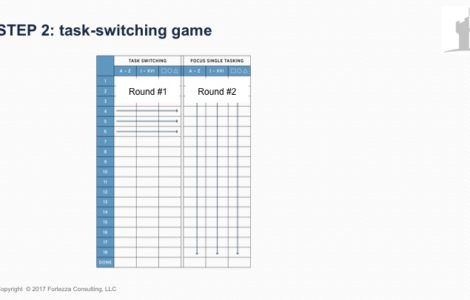 STEP 2: task-switching game
TASK SWITCHING FOCUS SINGLE TASKING
A - Z I - XVI □○△ A - Z I - XVI □○△
1
2 Round #1 Round #2
3
4
5
6
7
8
9
10
11
12
13
14
15
16
17
18
DONE
Copyright © 2017 Fortezza Consulting, LLC